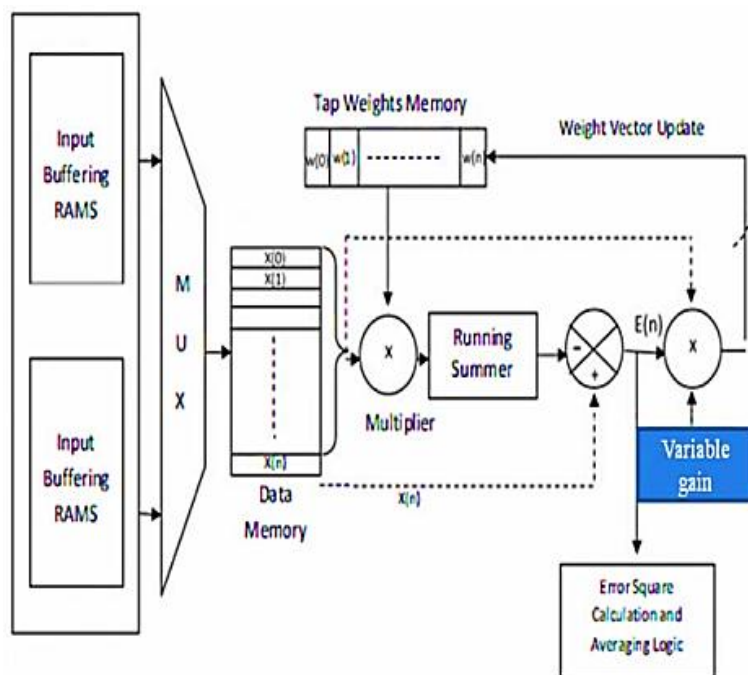 Input
Buffering
RAMS
Input
Buffering
RAMS
M
U
X
Tap Weights Memory
w(0) w(1) w(n)
Weight Vector Update
X(0)
X(1)
X(n)
Data
Memory
X
Multiplier
Running
Summer
-
+
E(n)
X
X(n)
Variable
gain
Error Square
Calculation and
Averaging Logic